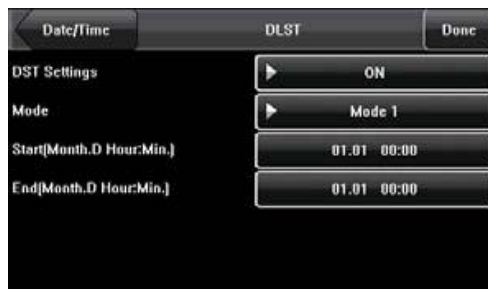 Date/Time DLST Done
DST Settings ON
Mode Mode 1
Start(Month.D Hour:Min.) 01.01 00:00
End(Month.D Hour:Min.) 01.01 00:00